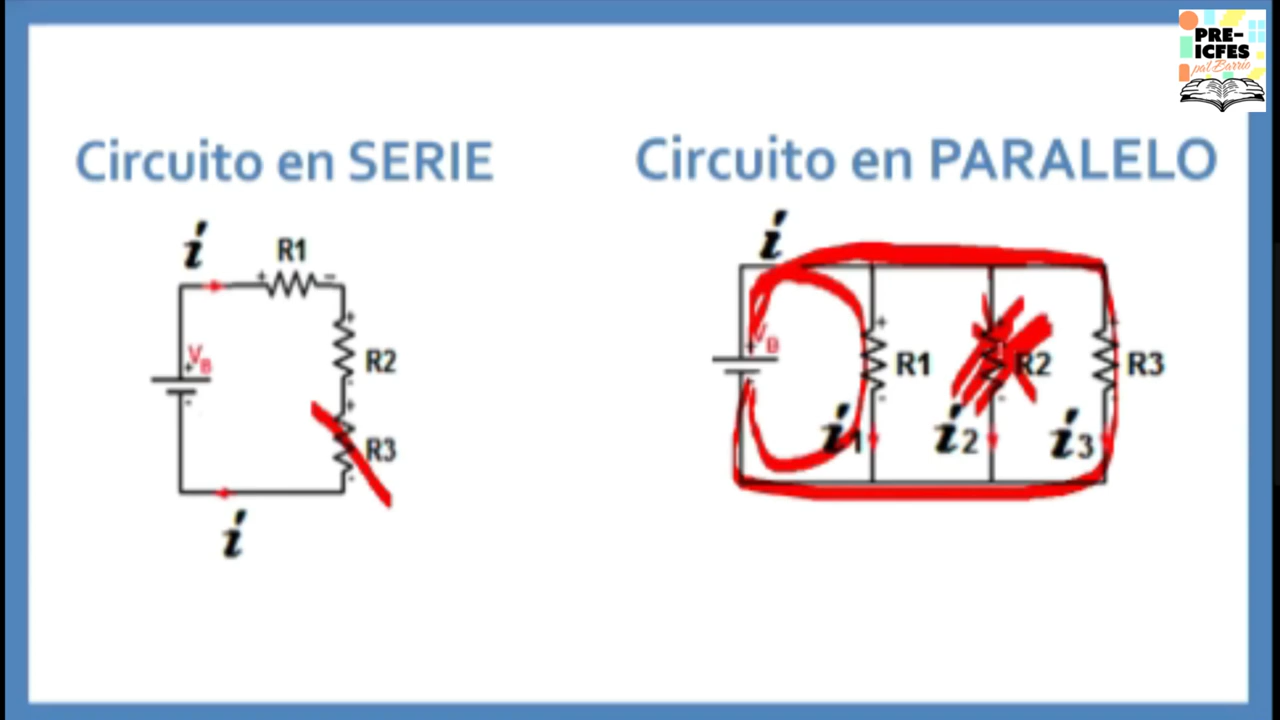 PRE-
ICFES
pa'l Barrio
Circuito en SERIE
Circuito en PARALELO
i
R1
+ -
+
VB
+
-
R2
-
+
R3
-
i
i
VB
+
+
R1
-
i1
+
R2
-
i2
+
R3
-
i3